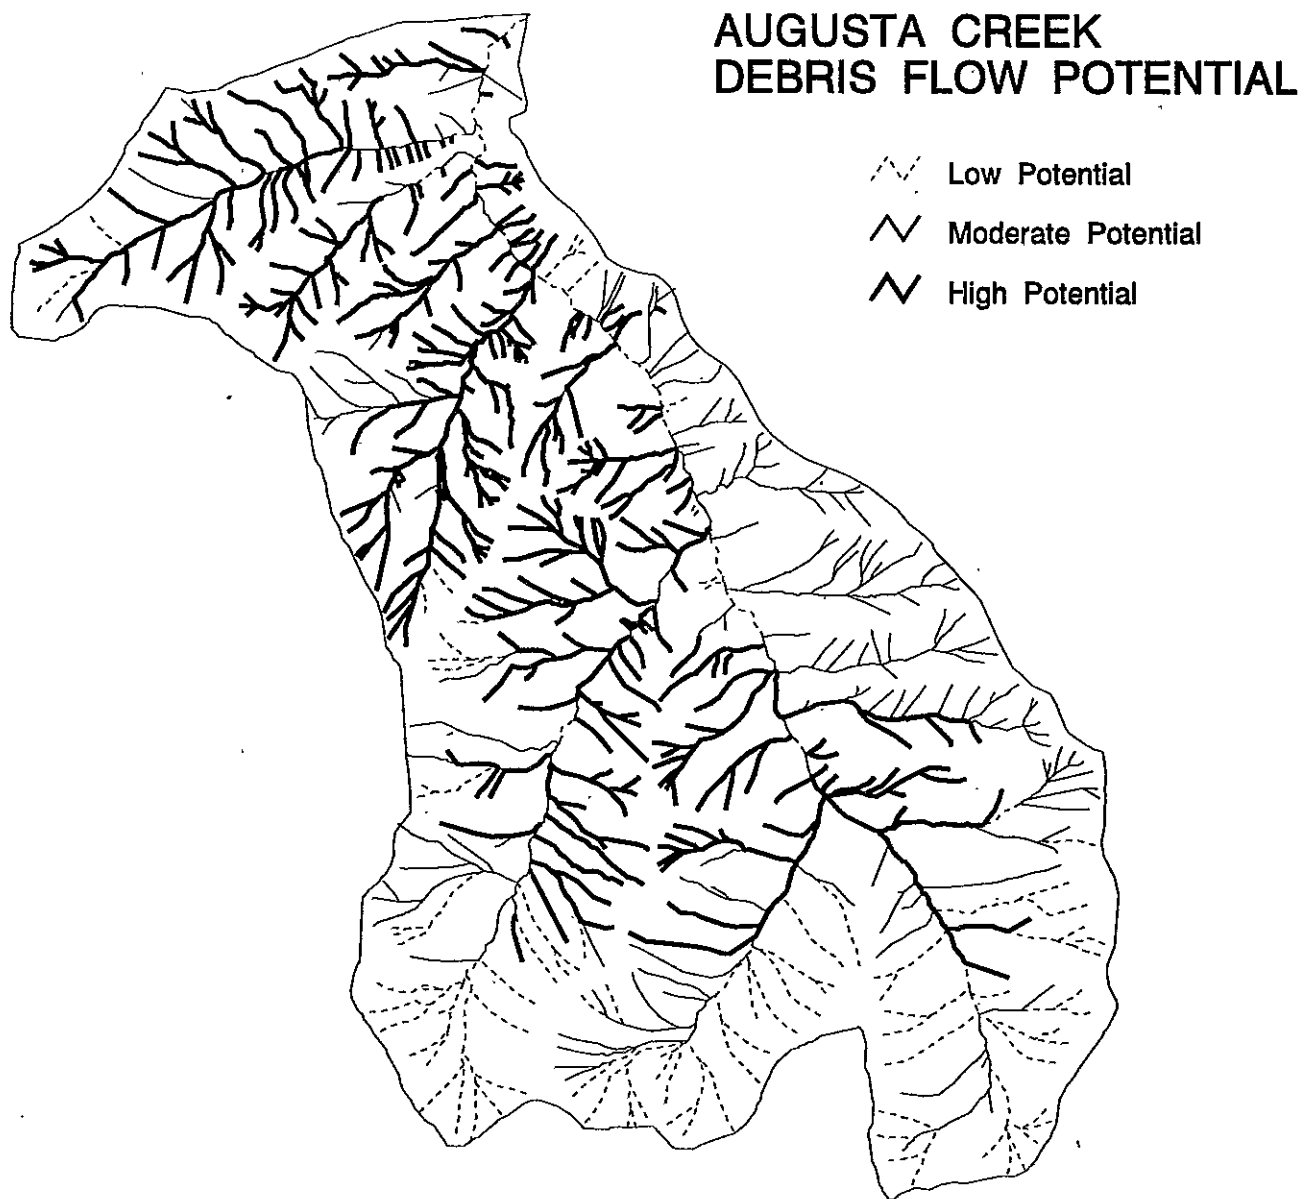 AUGUSTA CREEK
DEBRIS FLOW POTENTIAL
Low Potential
Moderate Potential
High Potential